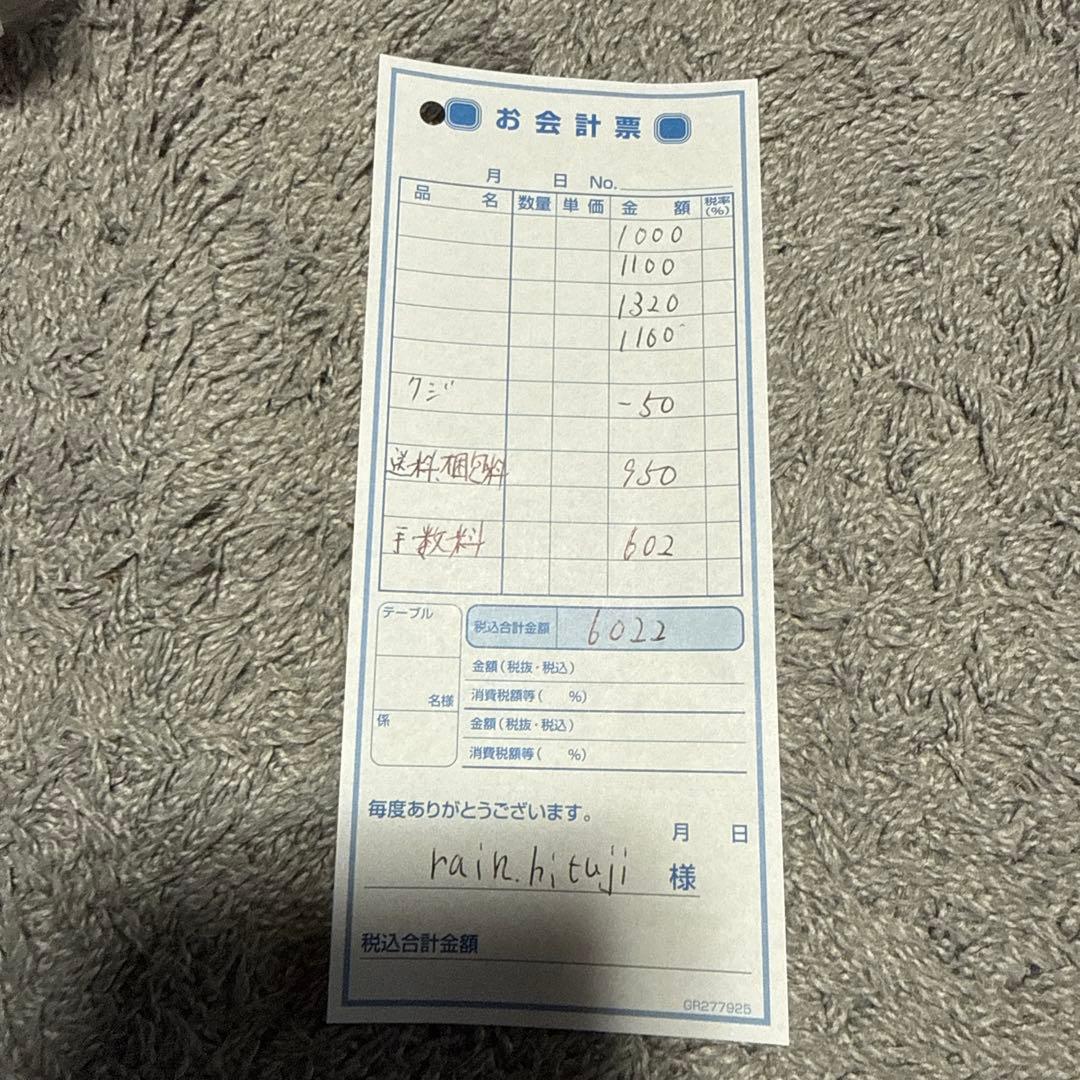 お会計票
月 日 No.
品名 数量 単価 金額 税率(%)
1000
1100
1320
1100
クジ -50
送料、梱包料 950
手数料 602
テーブル
税込合計金額 6022
金額(税抜・税込)
名様
消費税額等( %)
係
金額(税抜・税込)
消費税額等( %)
毎度ありがとうございます。
月 日
rain.hituji 様
税込合計金額
GR277925